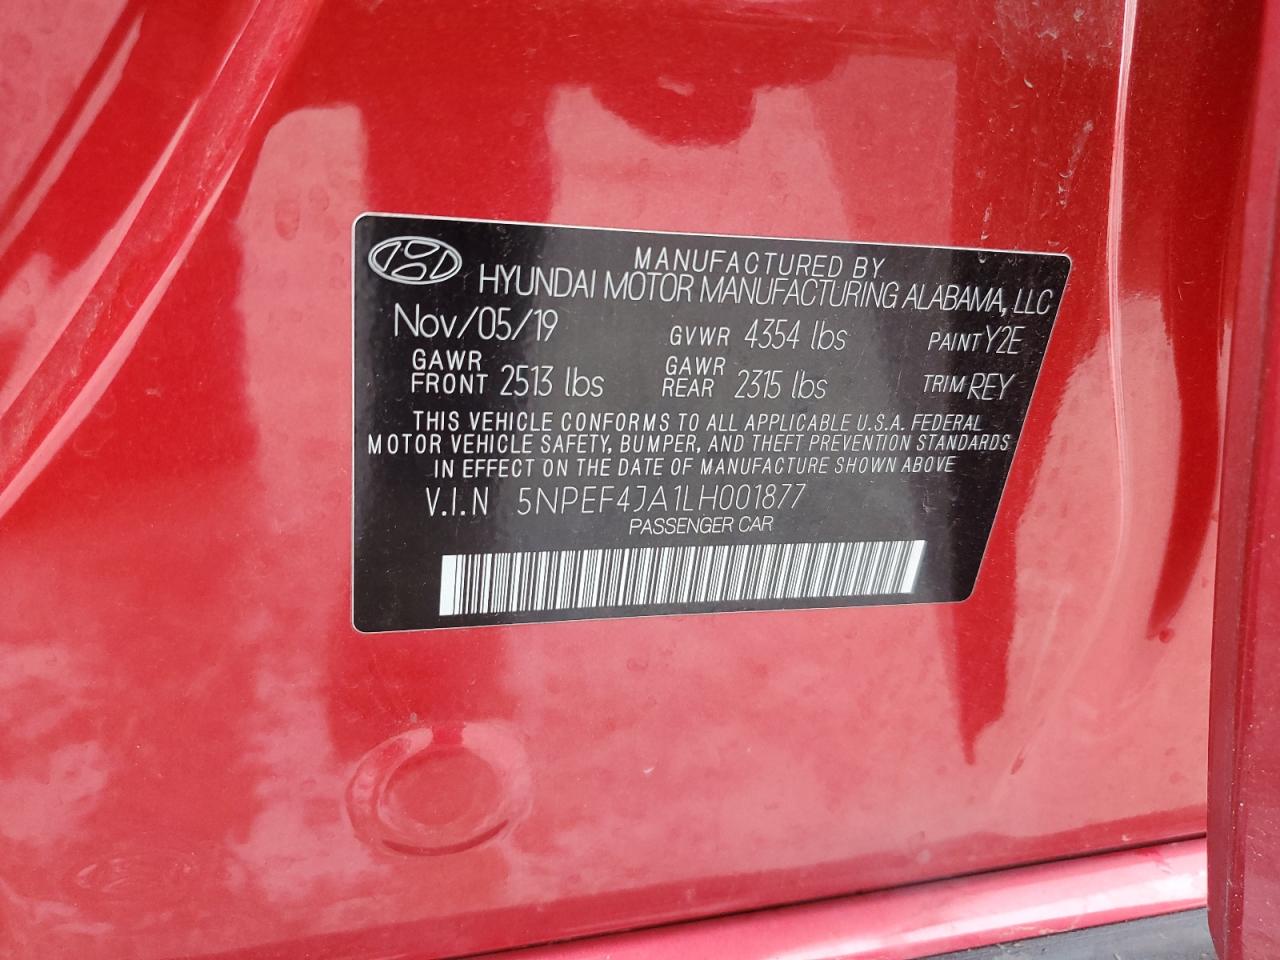 MANUFACTURED BY
HYUNDAI MOTOR MANUFACTURING ALABAMA, LLC
Nov/05/19 GVWR 4354 lbs PAINT Y2E
GAWR FRONT 2513 lbs GAWR REAR 2315 lbs TRIM REY
THIS VEHICLE CONFORMS TO ALL APPLICABLE U.S.A. FEDERAL
MOTOR VEHICLE SAFETY, BUMPER, AND THEFT PREVENTION STANDARDS
IN EFFECT ON THE DATE OF MANUFACTURE SHOWN ABOVE
V.I.N 5NPEF4JA1LH001877
PASSENGER CAR